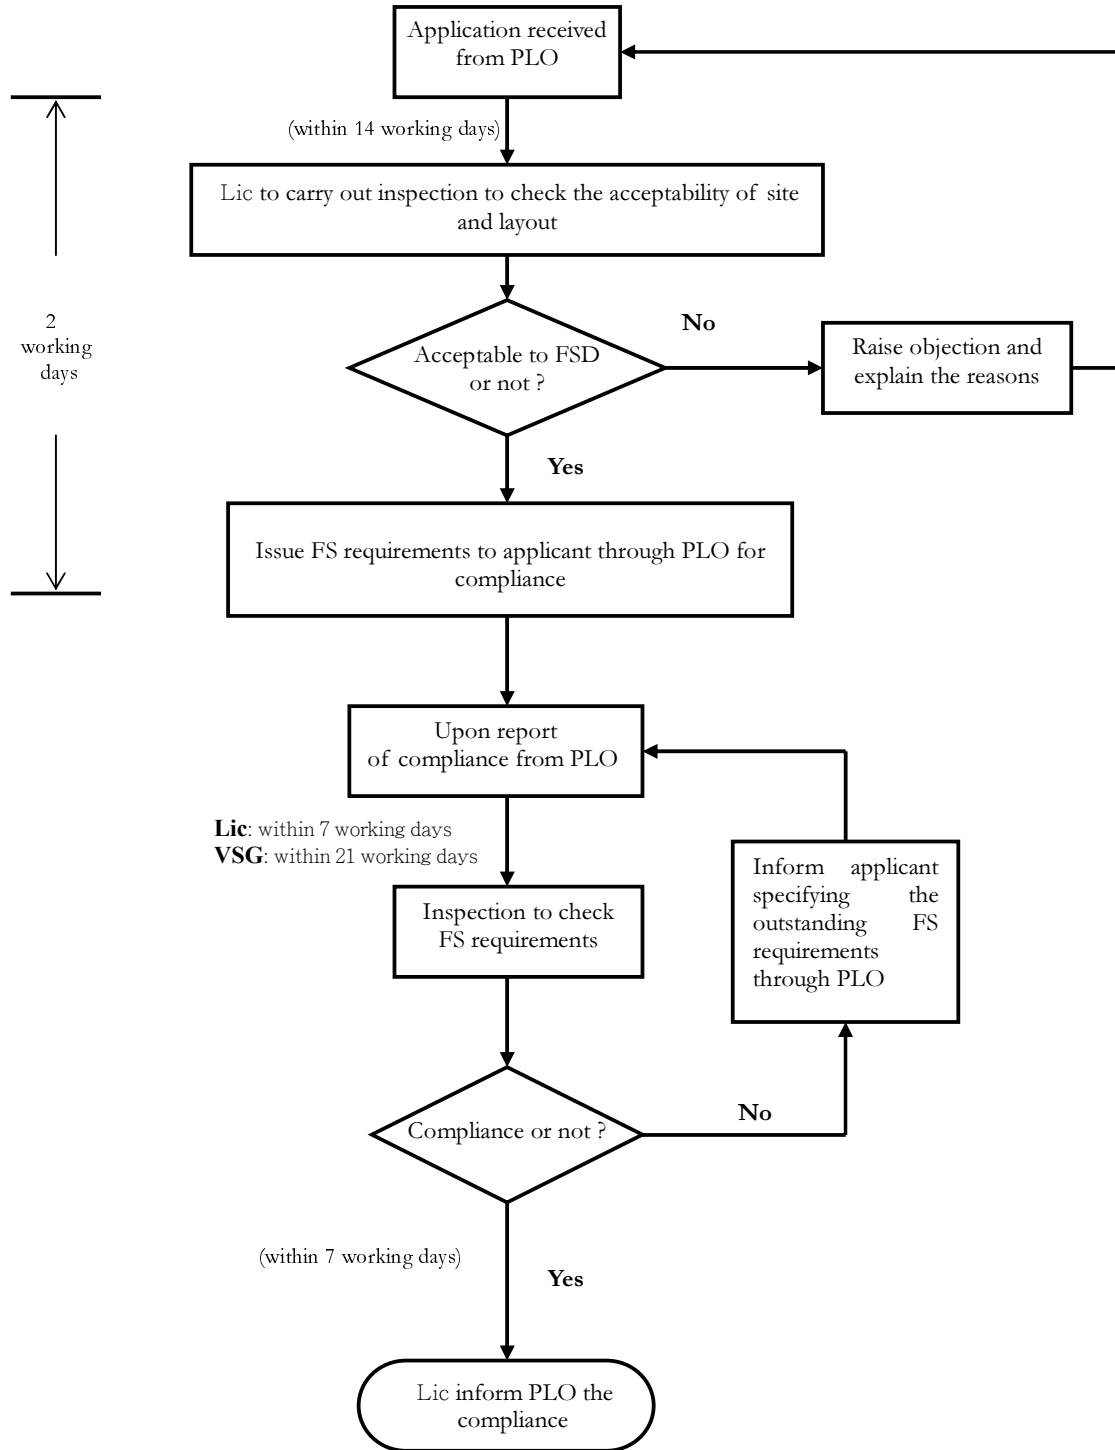 Application received
from PLO
(within 14 working days)
Lic to carry out inspection to check the acceptability of site
and layout
2
working
days
Acceptable to FSD
or not ?
No
Raise objection and
explain the reasons
Yes
Issue FS requirements to applicant through PLO for
compliance
Upon report
of compliance from PLO
Lic: within 7 working days
VSG: within 21 working days
Inspection to check
FS requirements
Inform applicant
specifying the
outstanding FS
requirements
through PLO
Compliance or not ?
No
(within 7 working days)
Yes
Lic inform PLO the
compliance